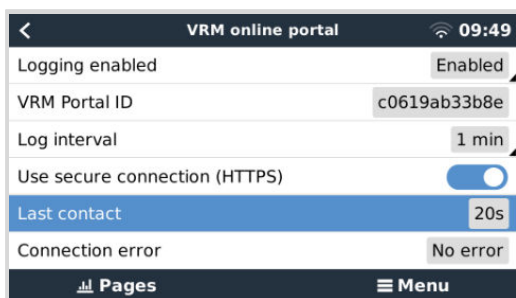 VRM online portal 09:49
Logging enabled Enabled
VRM Portal ID c0619ab33b8e
Log interval 1 min
Use secure connection (HTTPS)
Last contact 20s
Connection error No error
Pages Menu